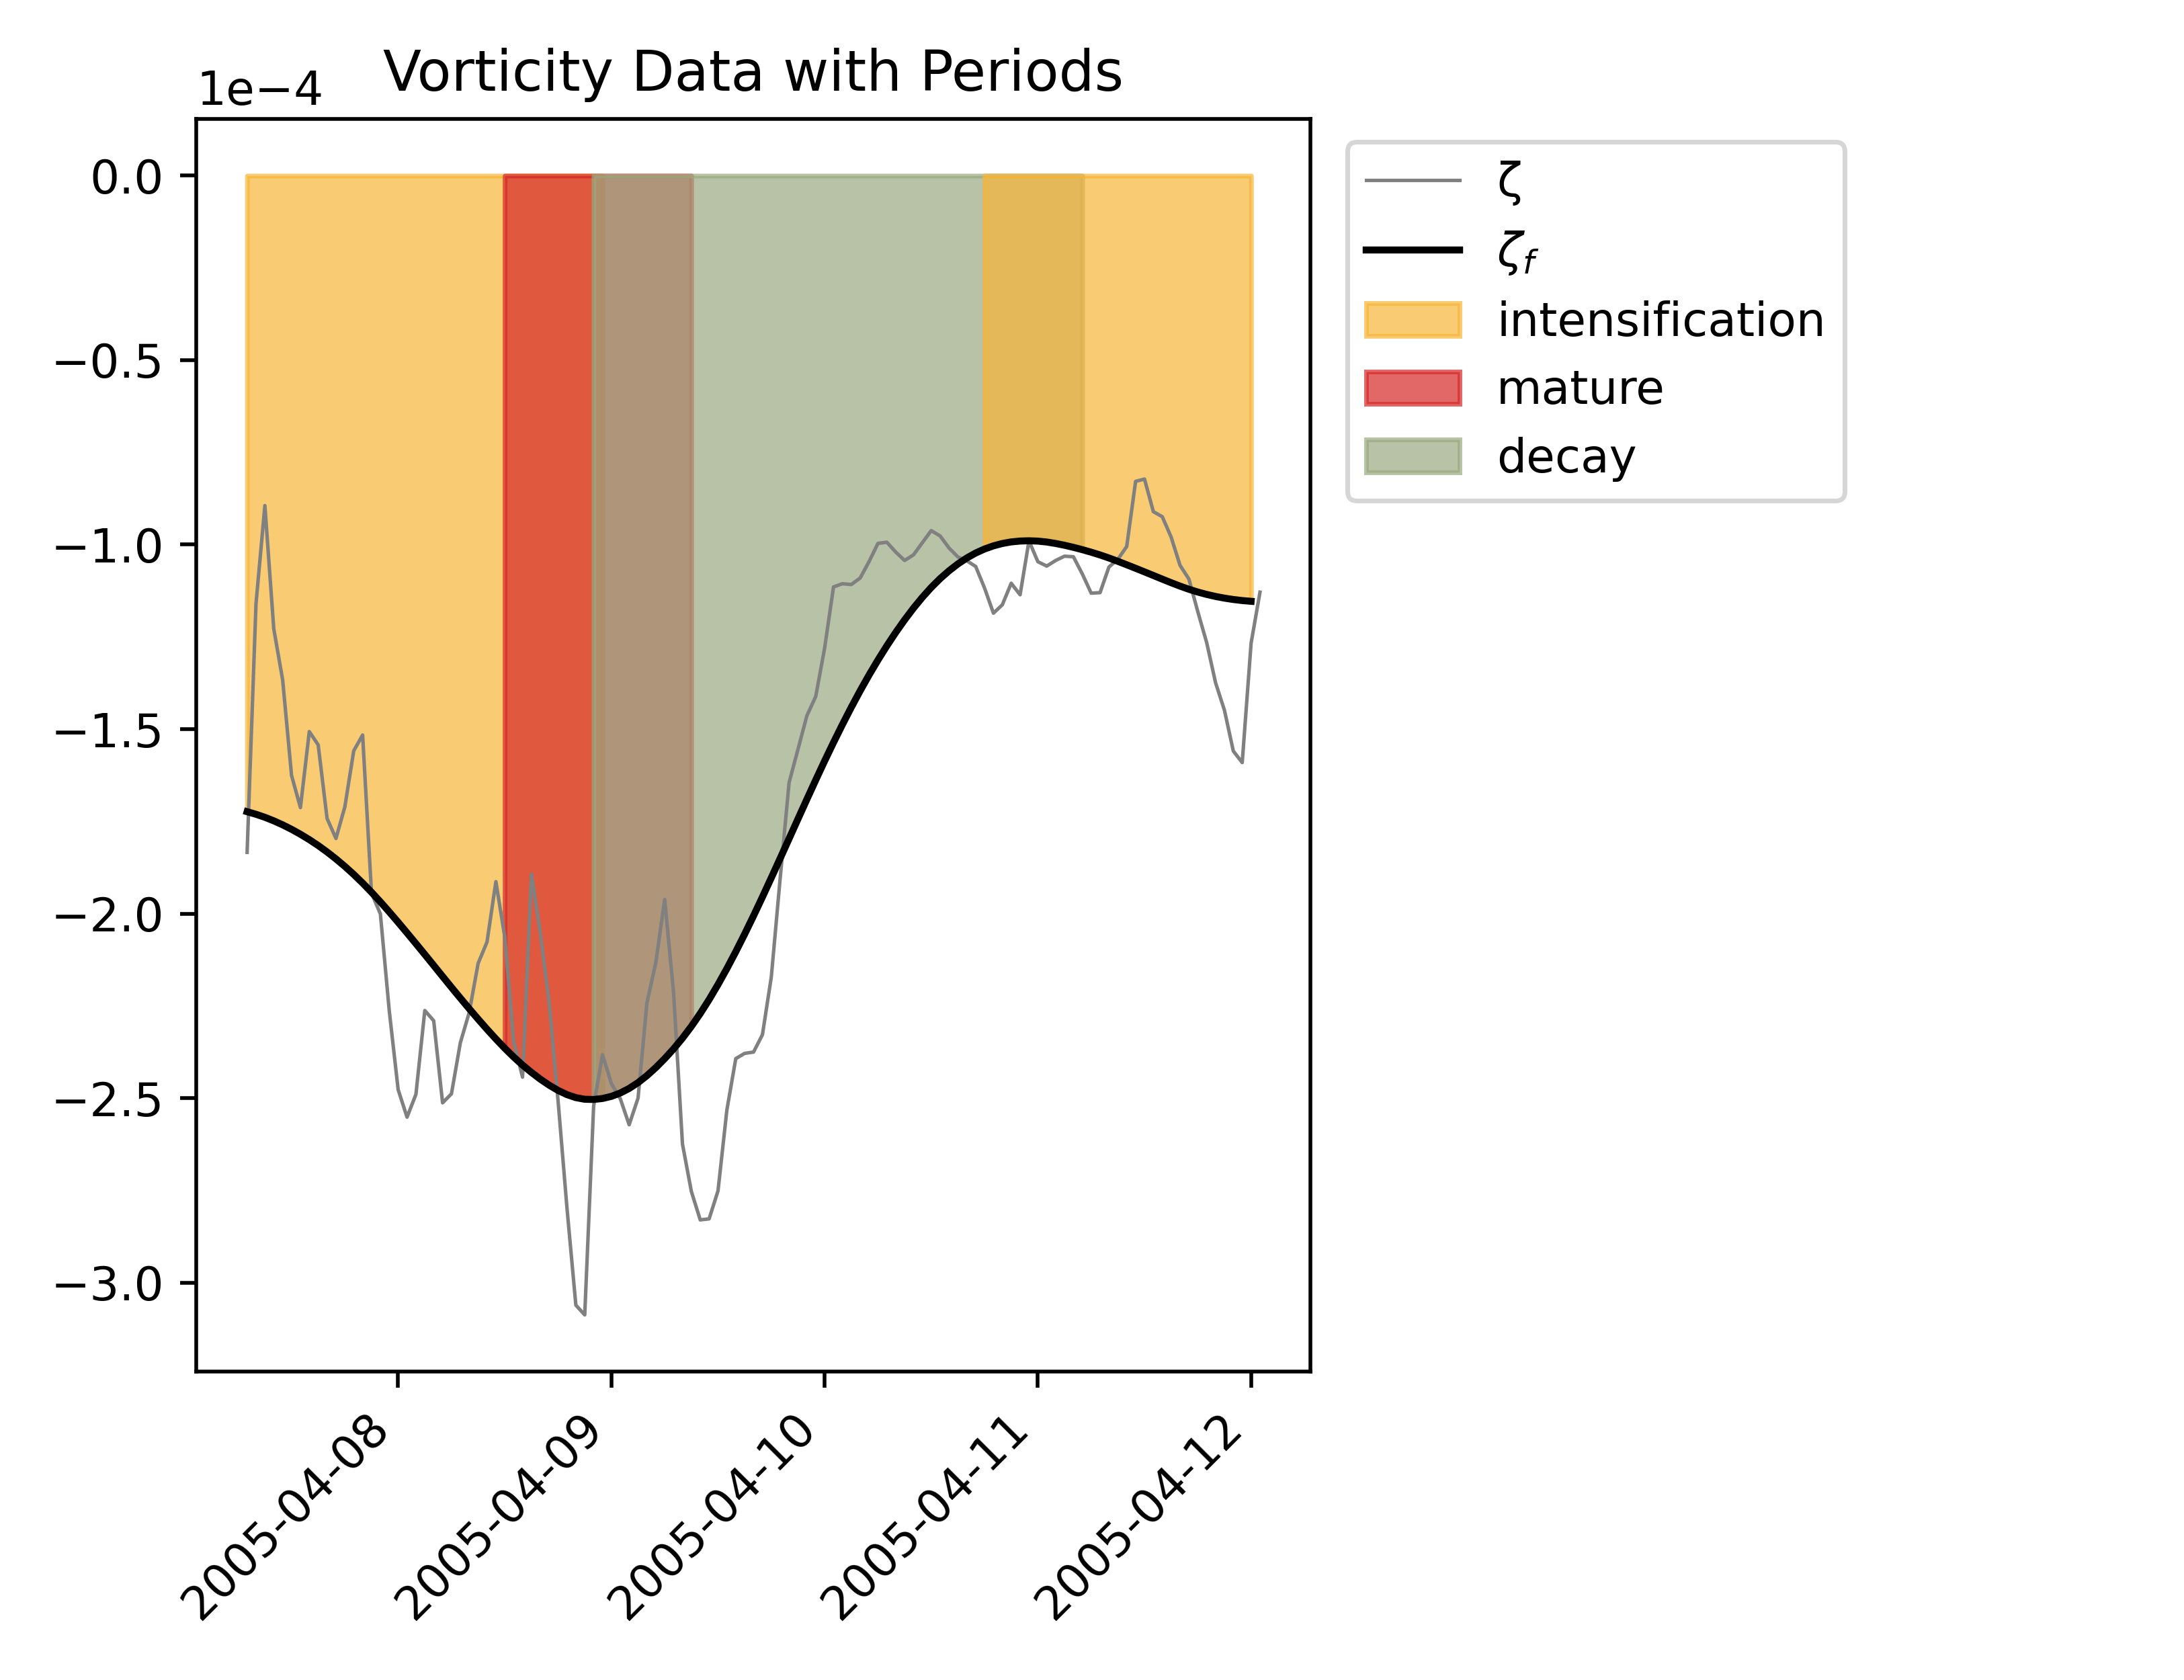 Vorticity Data with Periods
1e−4
0.0
−0.5
−1.0
−1.5
−2.0
−2.5
−3.0
2005-04-08
2005-04-09
2005-04-10
2005-04-11
2005-04-12
ζ
ζf
intensification
mature
decay